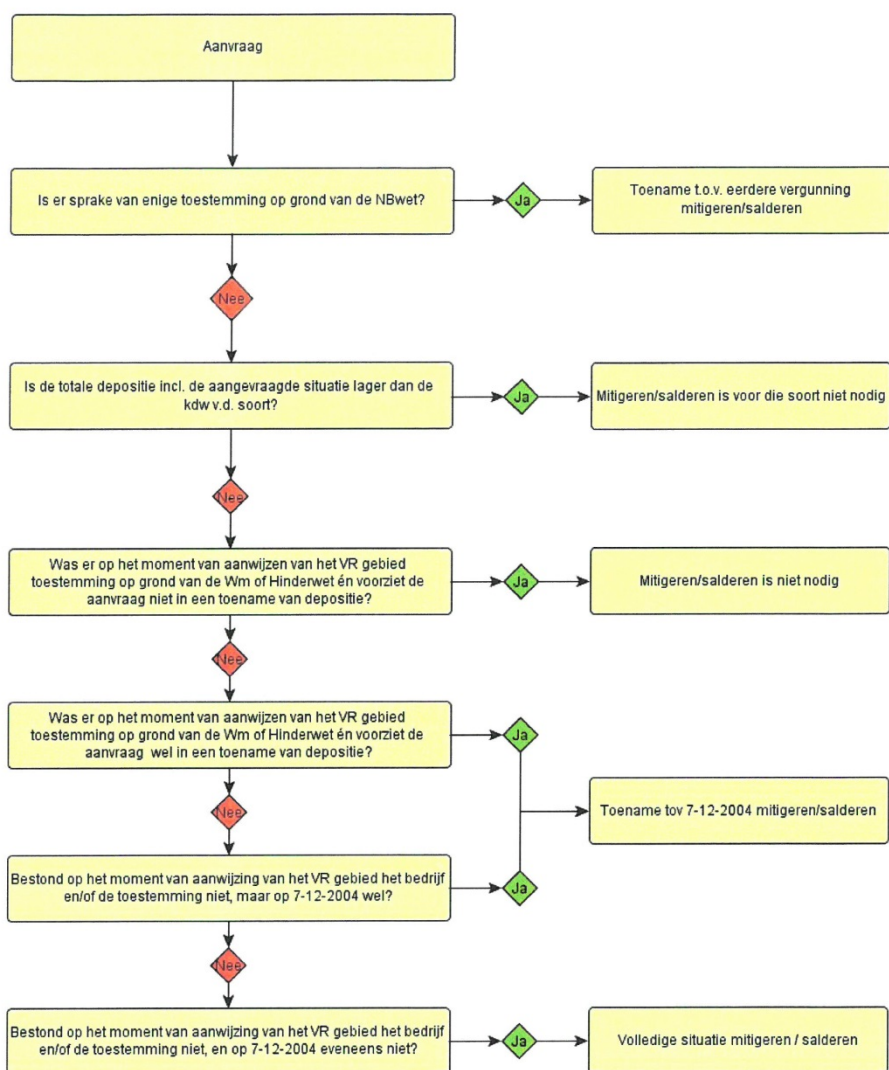 Aanvraag
Is er sprake van enige toestemming op grond van de NBwet?
Ja
Toename t.o.v. eerdere vergunning
mitigeren/salderen
Nee
Is de totale depositie incl. de aangevraagde situatie lager dan de
kdw v.d. soort?
Ja
Mitigeren/salderen is voor die soort niet nodig
Nee
Was er op het moment van aanwijzen van het VR gebied
toestemming op grond van de Wm of Hinderwet én voorziet de
aanvraag niet in een toename van depositie?
Ja
Mitigeren/salderen is niet nodig
Nee
Was er op het moment van aanwijzen van het VR gebied
toestemming op grond van de Wm of Hinderwet én voorziet de
aanvraag wel in een toename van depositie?
Ja
Toename tov 7-12-2004 mitigeren/salderen
Nee
Bestond op het moment van aanwijzing van het VR gebied het bedrijf
en/of de toestemming niet, maar op 7-12-2004 wel?
Ja
Nee
Bestond op het moment van aanwijzing van het VR gebied het bedrijf
en/of de toestemming niet, en op 7-12-2004 eveneens niet?
Ja
Volledige situatie mitigeren / salderen